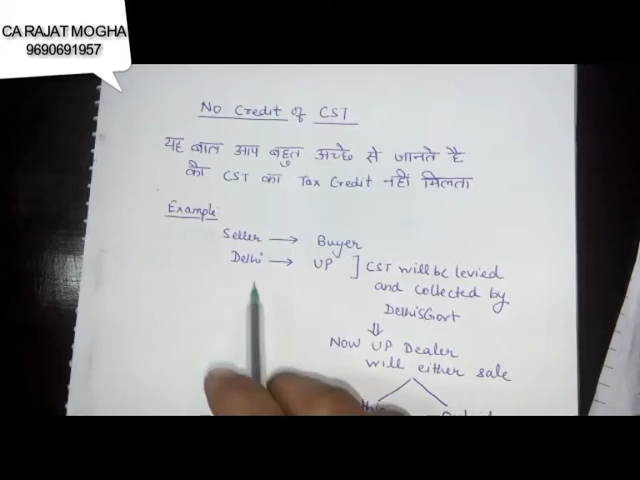 CA RAJAT MOGHA
9690691957
No Credit of CST
यह बात आप बहुत अच्छे से जानते है
की CST का Tax Credit नहीं मिलता
Example
Seller → Buyer
Delhi → UP ] CST will be levied
and collected by
Delhi Govt
⇓
Now UP Dealer
will either sale